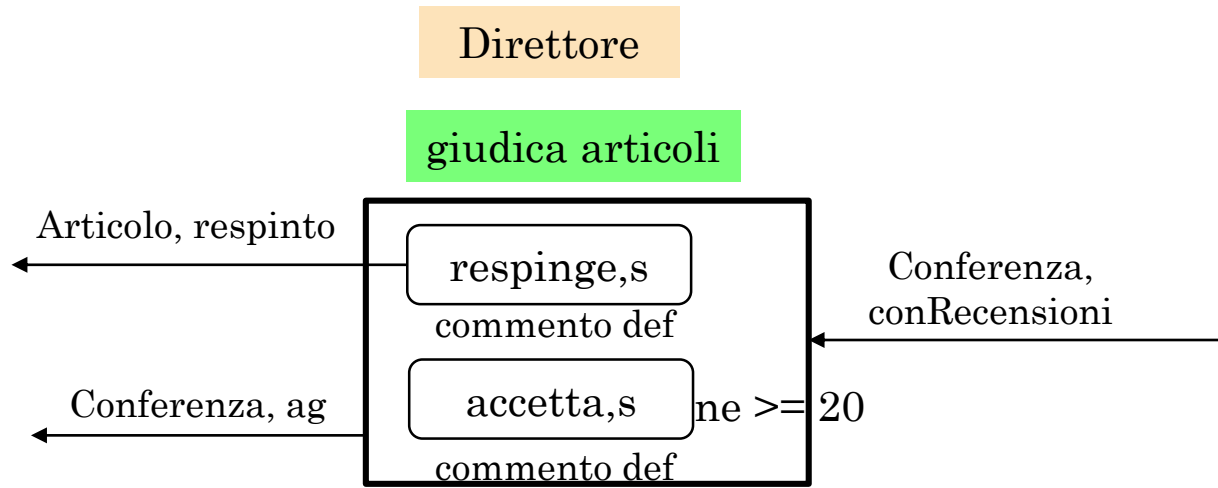 Direttore
giudica articoli
Articolo, respinto
respinge,s
commento def
Conferenza,
conRecensioni
Conferenza, ag
accetta,s
ne >= 20
commento def